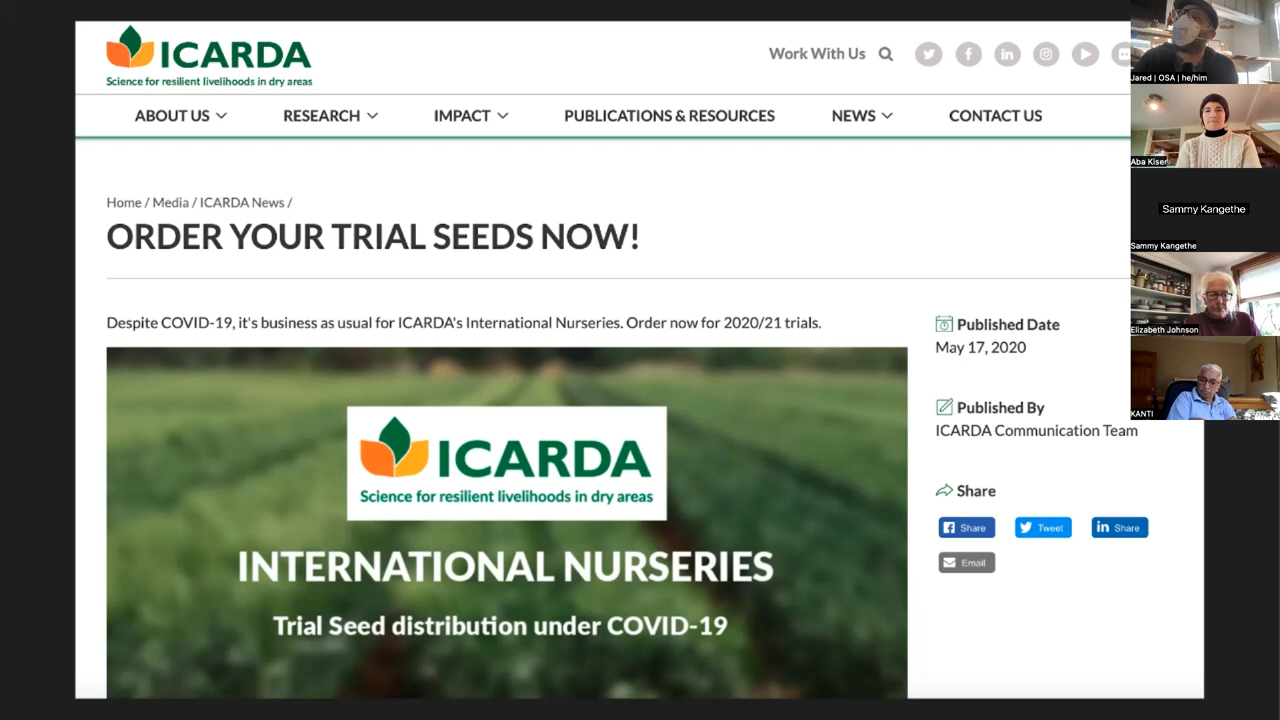 ICARDA
Science for resilient livelihoods in dry areas
Work With Us
ABOUT US RESEARCH IMPACT PUBLICATIONS & RESOURCES NEWS CONTACT US
Home / Media / ICARDA News /
ORDER YOUR TRIAL SEEDS NOW!
Despite COVID-19, it's business as usual for ICARDA's International Nurseries. Order now for 2020/21 trials.
ICARDA
Science for resilient livelihoods in dry areas
INTERNATIONAL NURSERIES
Trial Seed distribution under COVID-19
Published Date
May 17, 2020
Published By
ICARDA Communication Team
Share
Share Tweet Share
Email
Jared | OSA | he/him
Aba Kiser
Sammy Kangethe
Sammy Kangethe
Elizabeth Johnson
KANTI